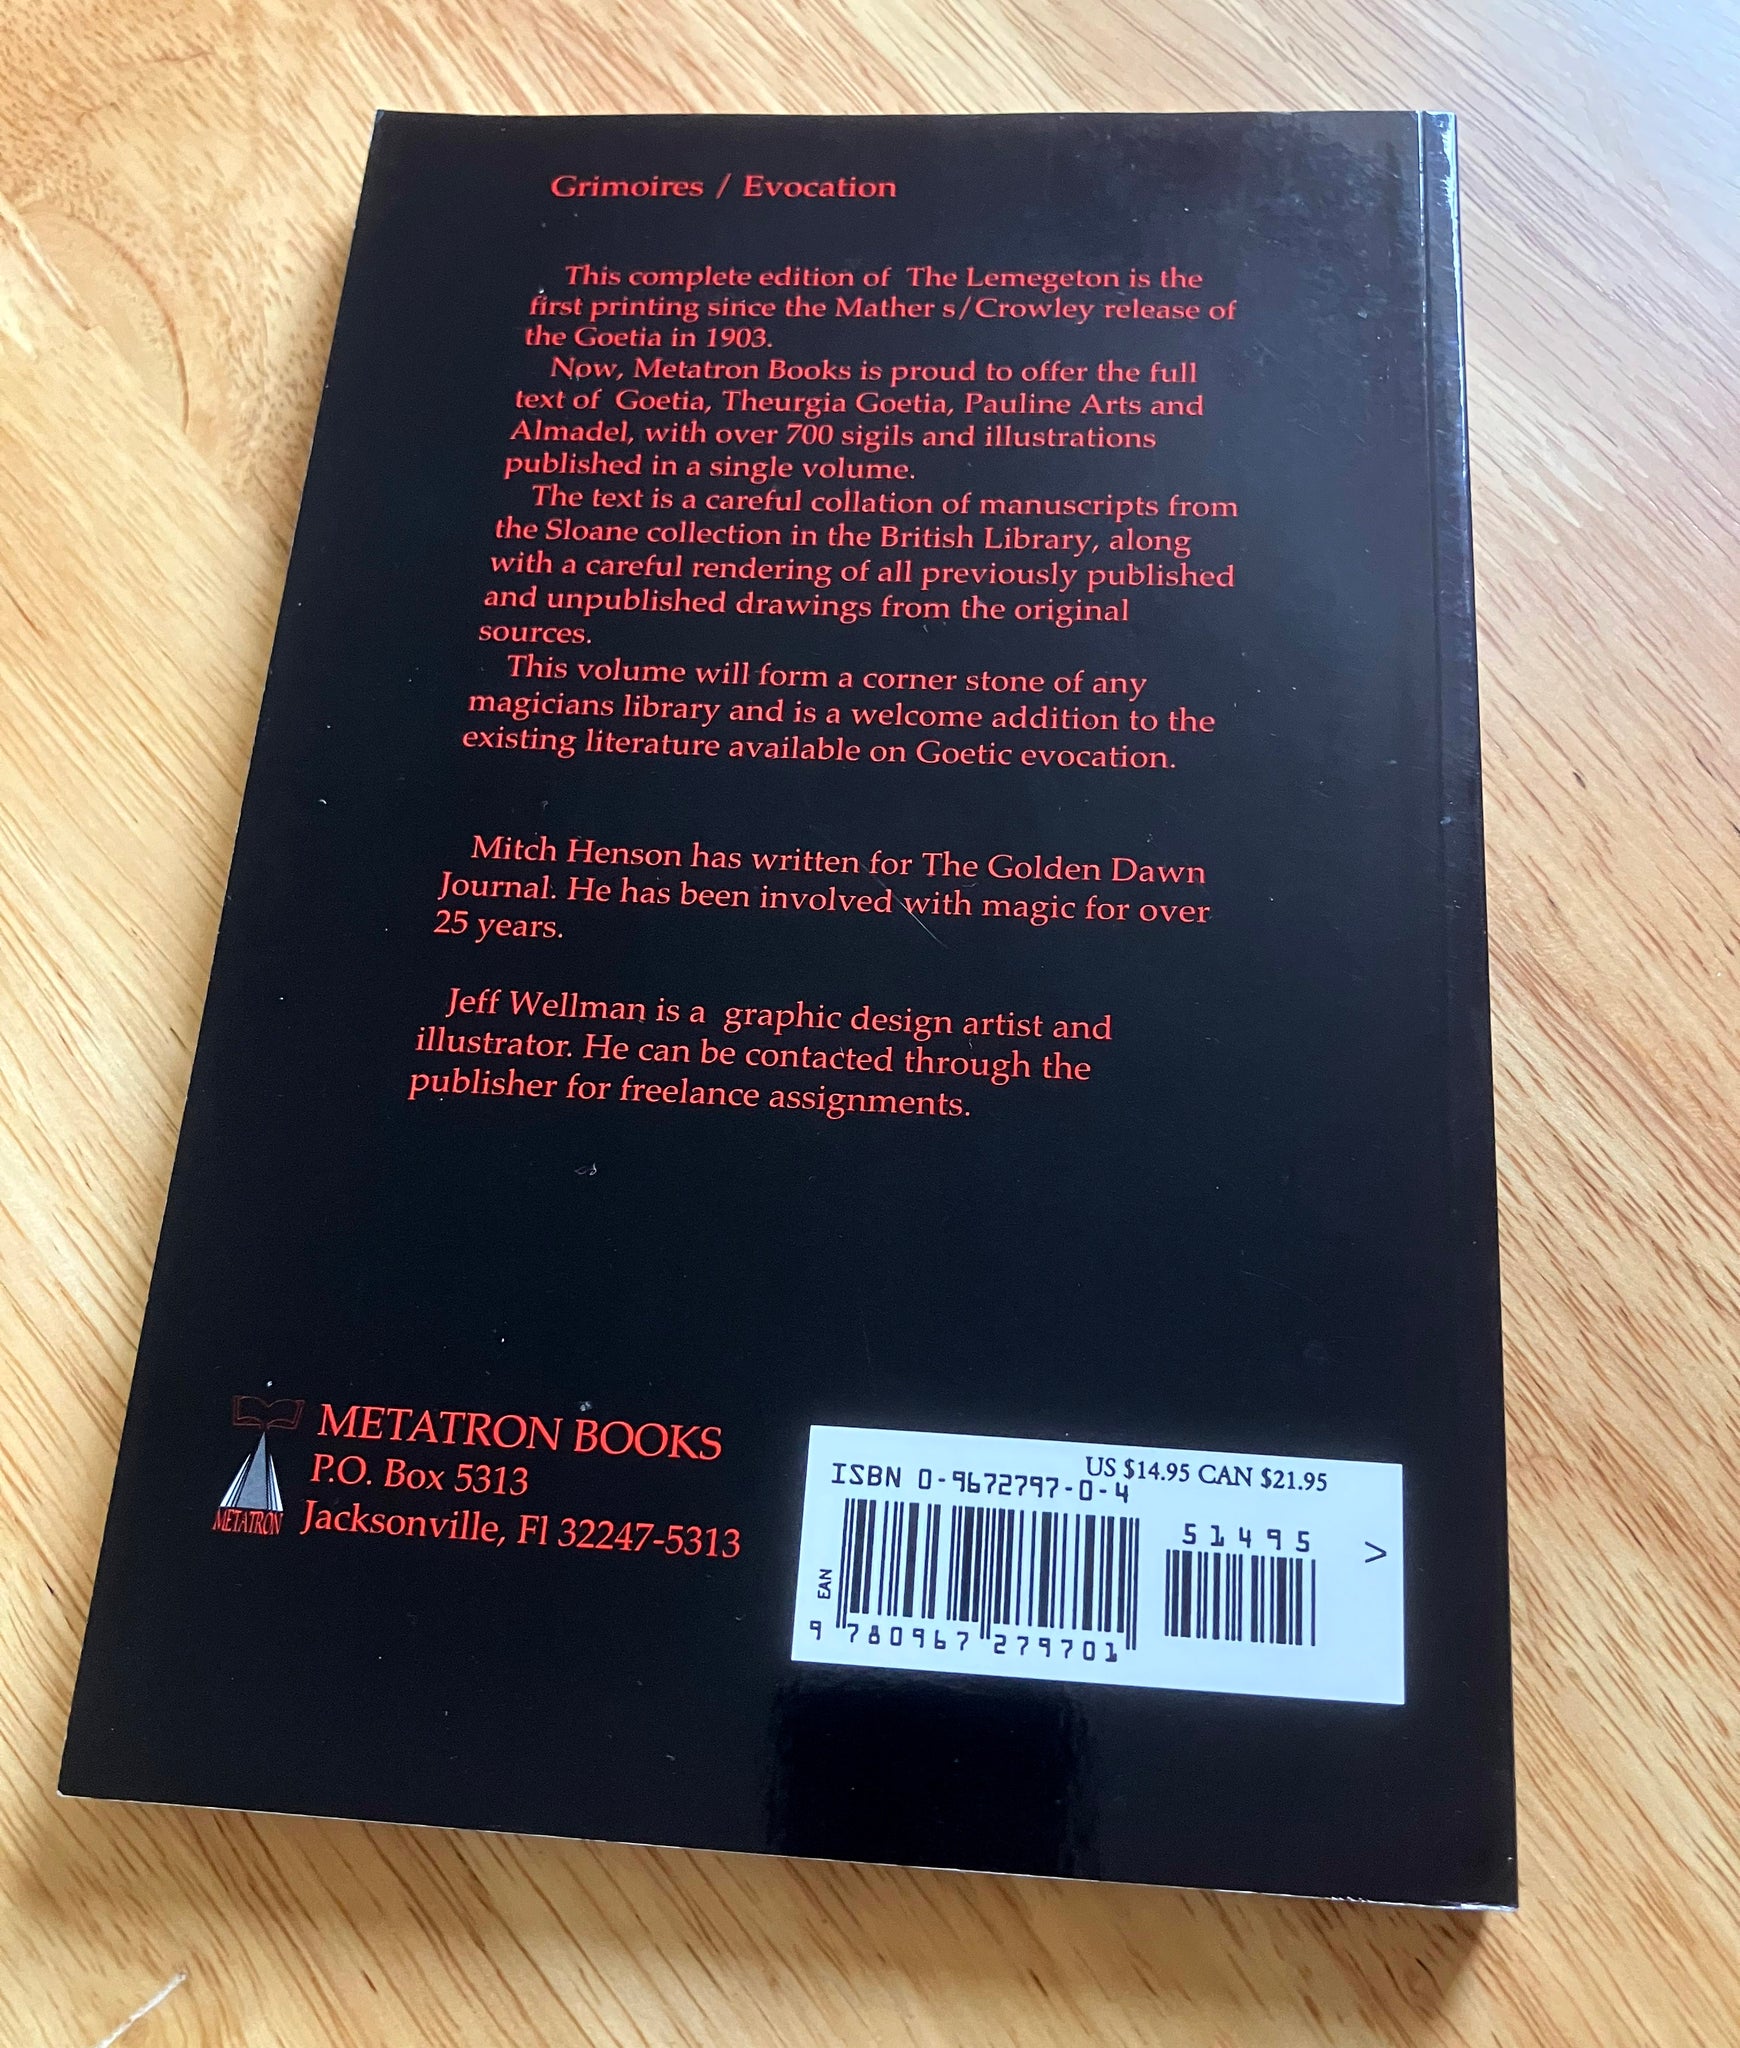 Grimoires / Evocation
This complete edition of The Lemegeton is the
first printing since the Mather s/Crowley release of
the Goetia in 1903.
Now, Metatron Books is proud to offer the full
text of Goetia, Theurgia Goetia, Pauline Arts and
Almadel, with over 700 sigils and illustrations
published in a single volume.
The text is a careful collation of manuscripts from
the Sloane collection in the British Library, along
with a careful rendering of all previously published
and unpublished drawings from the original
sources.
This volume will form a corner stone of any
magicians library and is a welcome addition to the
existing literature available on Goetic evocation.
Mitch Henson has written for The Golden Dawn
Journal. He has been involved with magic for over
25 years.
Jeff Wellman is a graphic design artist and
illustrator. He can be contacted through the
publisher for freelance assignments.
METATRON BOOKS
P.O. Box 5313
Jacksonville, Fl 32247-5313
METATRON
US $14.95 CAN $21.95
ISBN 0-9672797-0-4
51495 >
EAN
9 780967 279701